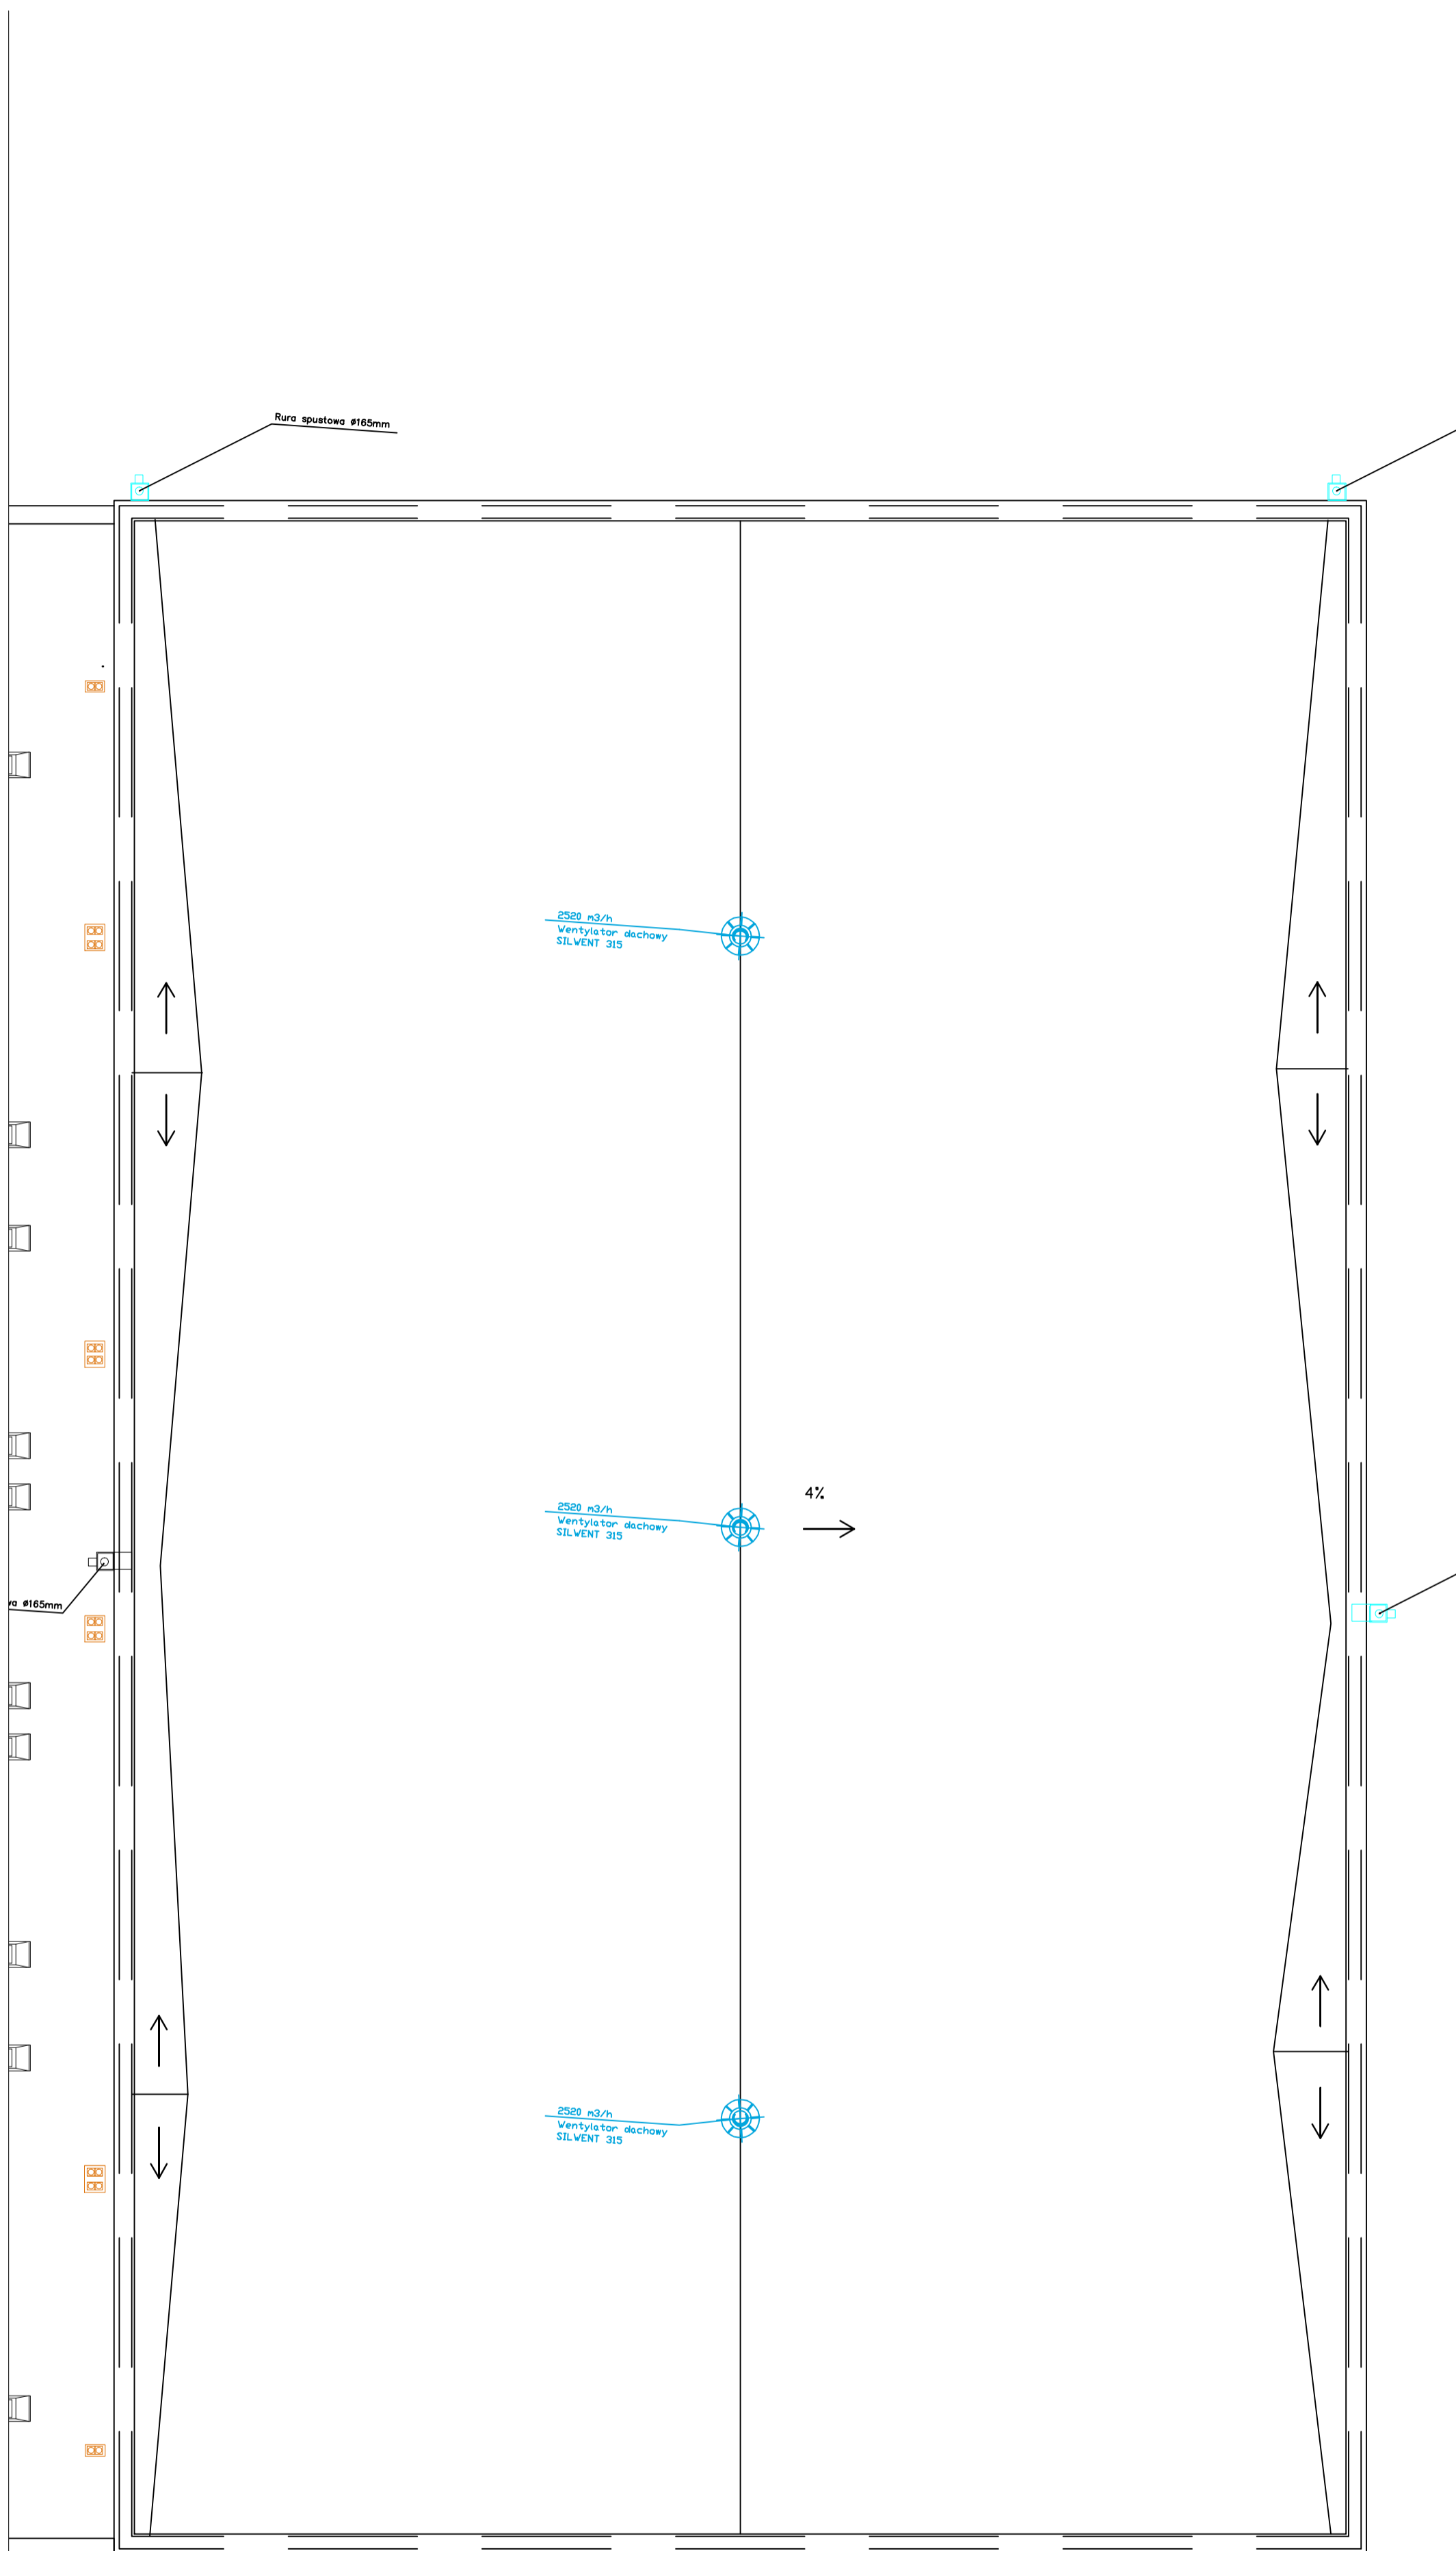 Rura spustowa Ø165mm
2520 m3/h
Wentylator dachowy
SILWENT 315
4%
2520 m3/h
Wentylator dachowy
SILWENT 315
Ø165mm
2520 m3/h
Wentylator dachowy
SILWENT 315